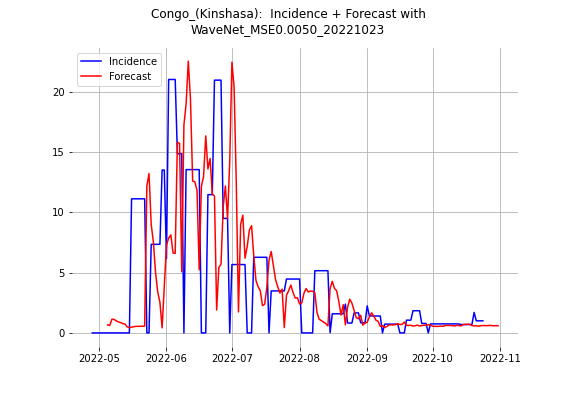 Congo_(Kinshasa):  Incidence + Forecast with
WaveNet_MSE0.0050_20221023
Incidence
Forecast
20
15
10
5
0
2022-05 2022-06 2022-07 2022-08 2022-09 2022-10 2022-11